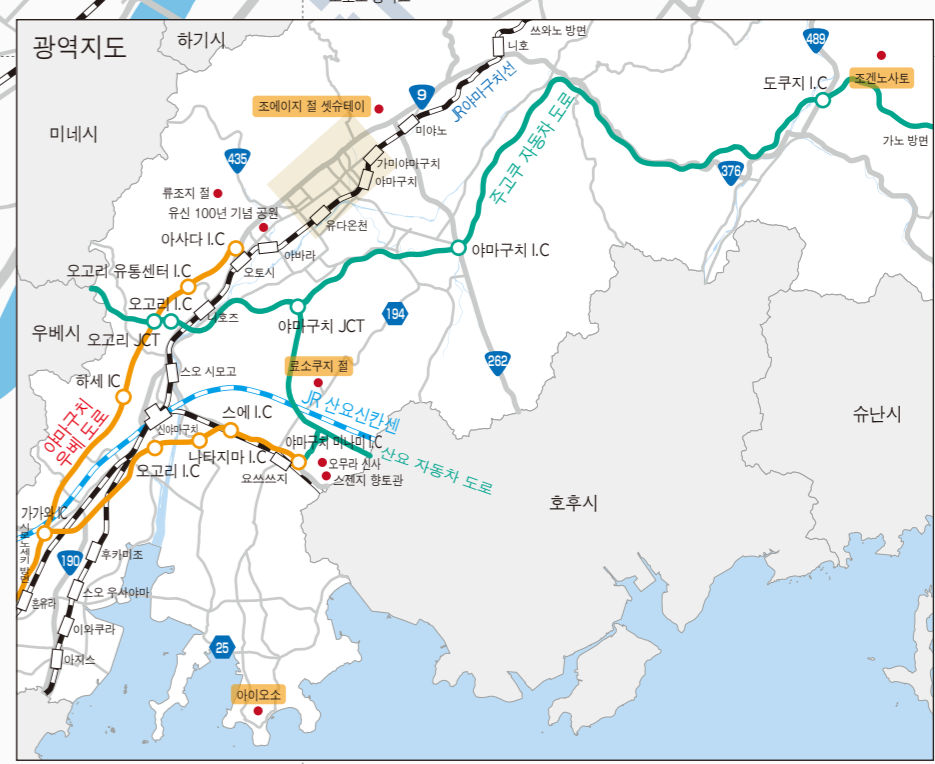 광역지도
하기시
쓰와노 방면
니호
489
도쿠지 I.C
조겐노사토
9
JR야마구치선
조에이지 절 셋슈테이
미야노
미네시
주고쿠 자동차 도로
가노 방면
435
가미야마구치
야마구치
376
류조지 절
유신 100년 기념 공원
유다온천
아사다 I.C
야바라
야마구치 I.C
오토시
오고리 유통센터 I.C
오고리 I.C
니호즈
194
야마구치 JCT
우베시
오고리 JCT
262
료소쿠지 절
스오 시모고
하세 IC
JR 산요신칸센
스에 I.C
슈난시
야마구치
우베 도로
신야마구치
야마구치 미나미 I.C
나타지마 I.C
오고리 I.C
오무라 신사
산요 자동차 도로
요쓰쓰지
스젠지 향토관
호후시
가가와 IC
190
후카미조
스오 우사야마
이와쿠라
25
아지스
아이오소